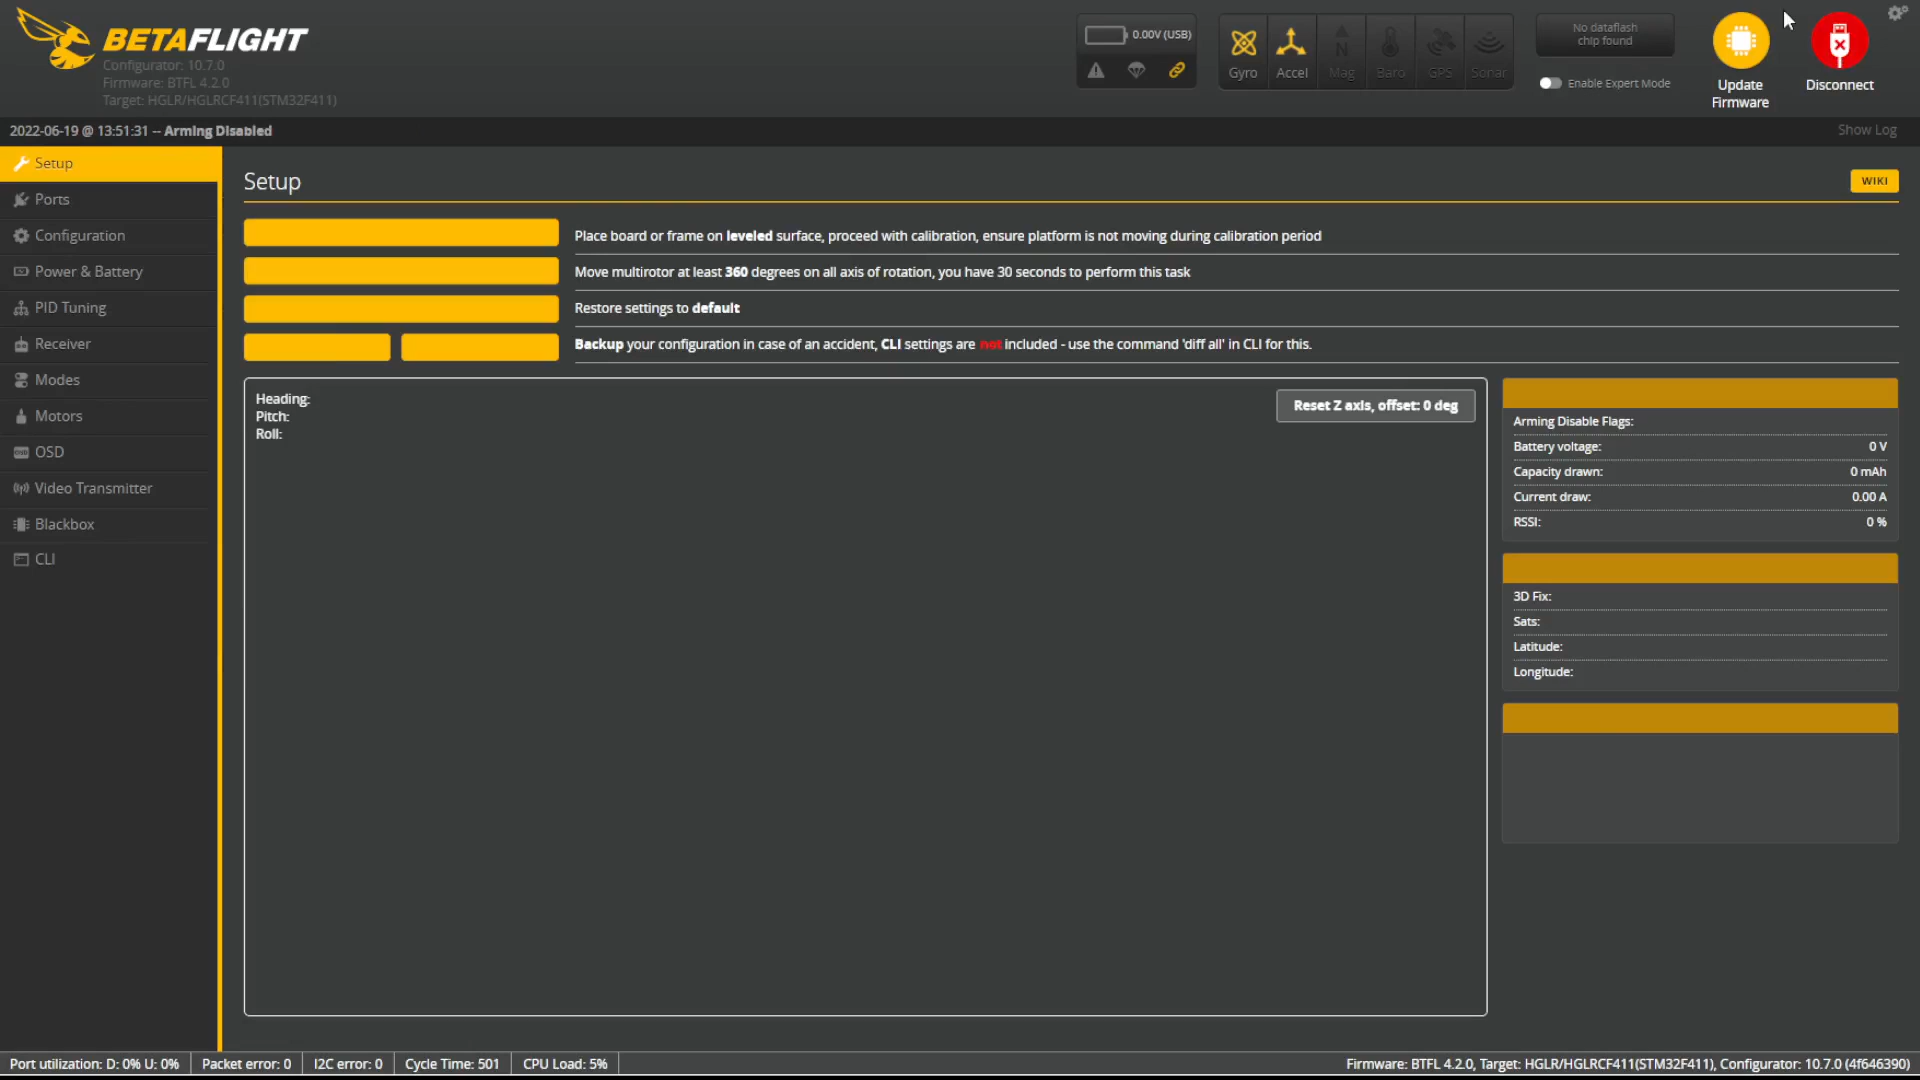 BETAFLIGHT
Configurator: 10.7.0
Firmware: BTFL 4.2.0
Target: HGLR/HGLRCF411(STM32F411)
0.00V (USB)
Gyro
Accel
Mag
Baro
GPS
Sonar
No dataflash
chip found
Enable Expert Mode
Update
Firmware
Disconnect
2022-06-19 @ 13:51:31 -- Arming Disabled
Show Log
Setup
Ports
Configuration
Power & Battery
PID Tuning
Receiver
Modes
Motors
OSD
Video Transmitter
Blackbox
CLI
Setup
WIKI
Place board or frame on leveled surface, proceed with calibration, ensure platform is not moving during calibration period
Move multirotor at least 360 degrees on all axis of rotation, you have 30 seconds to perform this task
Restore settings to default
Backup your configuration in case of an accident, CLI settings are not included - use the command 'diff all' in CLI for this.
Heading:
Pitch:
Roll:
Reset Z axis, offset: 0 deg
Arming Disable Flags:
Battery voltage: 0 V
Capacity drawn: 0 mAh
Current draw: 0.00 A
RSSI: 0 %
3D Fix:
Sats:
Latitude:
Longitude:
Port utilization: D: 0% U: 0%
Packet error: 0
I2C error: 0
Cycle Time: 501
CPU Load: 5%
Firmware: BTFL 4.2.0, Target: HGLR/HGLRCF411(STM32F411), Configurator: 10.7.0 (4f646390)